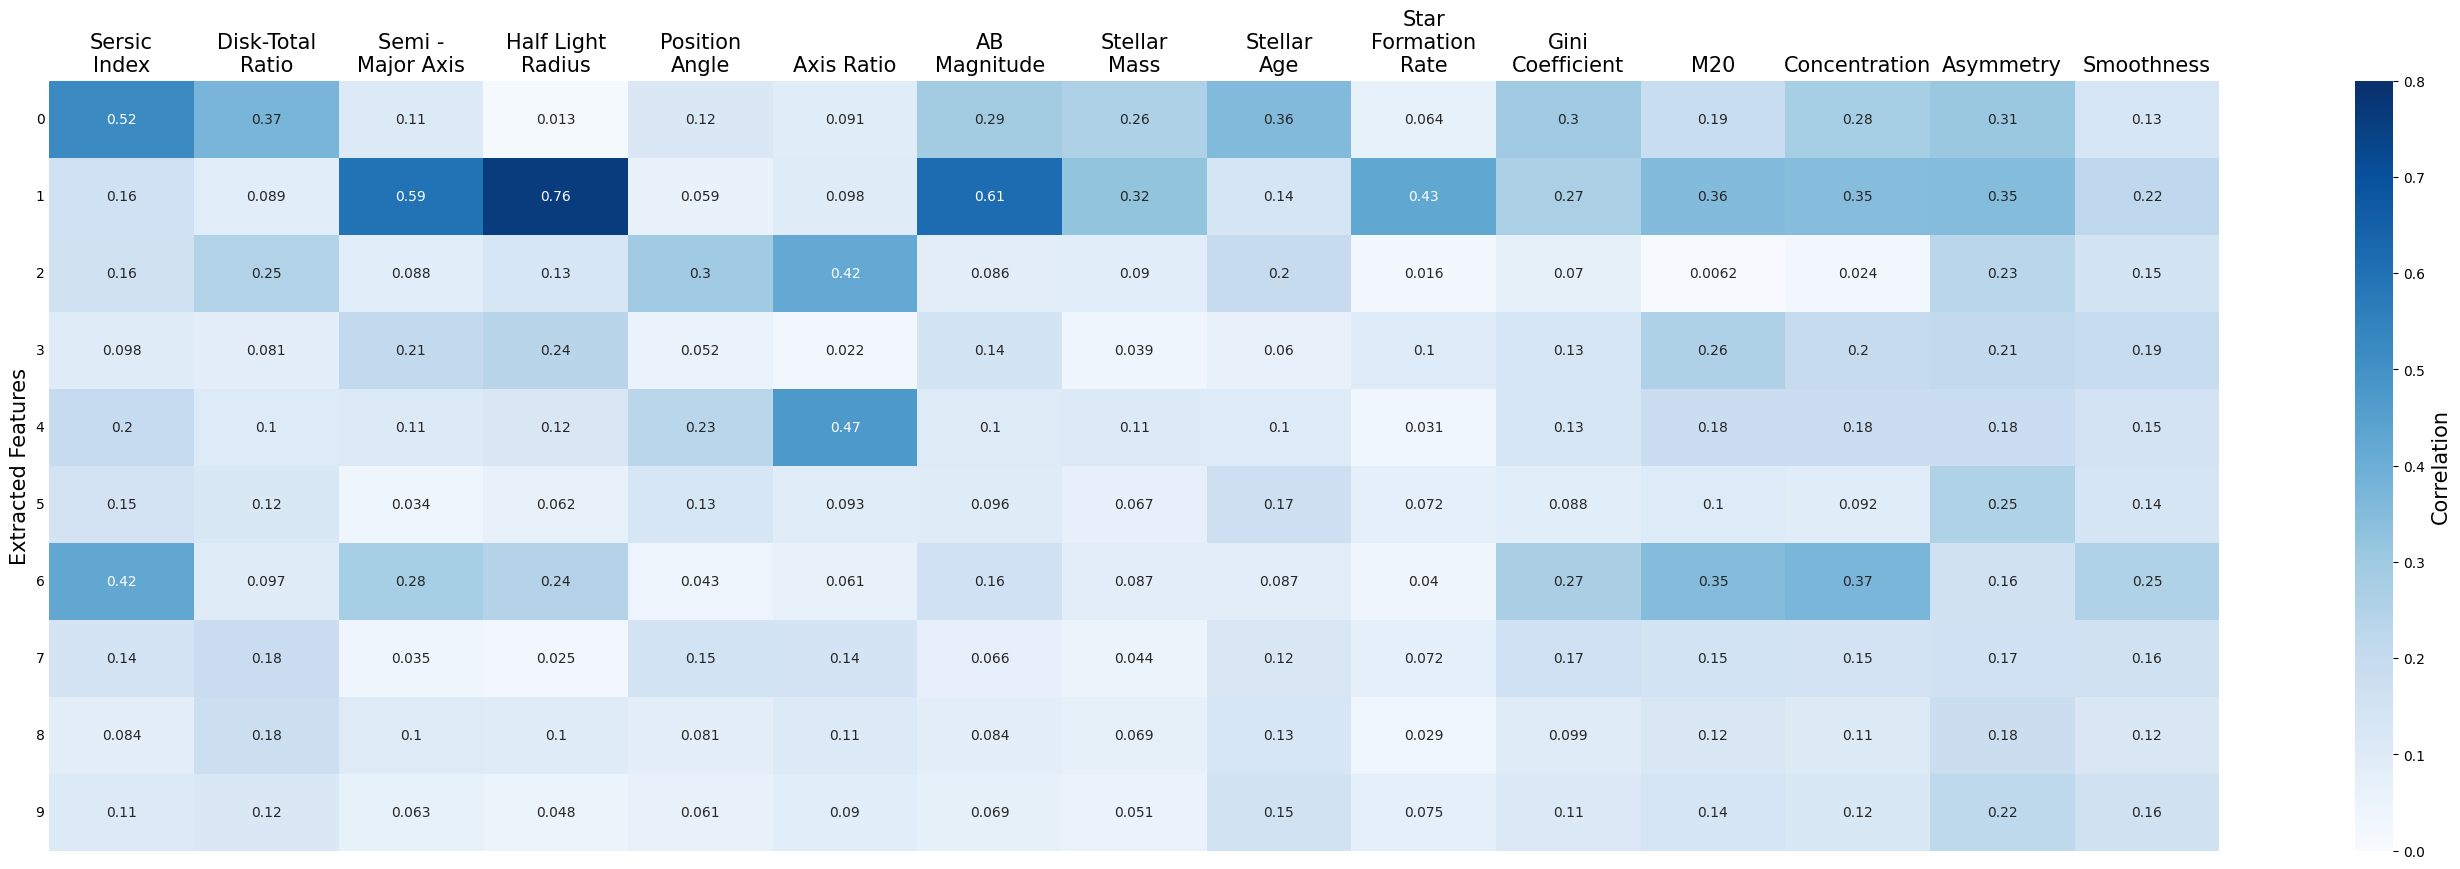 Star
Sersic Disk-Total Semi - Half Light Position AB Stellar Stellar Formation Gini
Index Ratio Major Axis Radius Angle Axis Ratio Magnitude Mass Age Rate Coefficient M20 Concentration Asymmetry Smoothness
0 0.52 0.37 0.11 0.013 0.12 0.091 0.29 0.26 0.36 0.064 0.3 0.19 0.28 0.31 0.13
1 0.16 0.089 0.59 0.76 0.059 0.098 0.61 0.32 0.14 0.43 0.27 0.36 0.35 0.35 0.22
2 0.16 0.25 0.088 0.13 0.3 0.42 0.086 0.09 0.2 0.016 0.07 0.0062 0.024 0.23 0.15
3 0.098 0.081 0.21 0.24 0.052 0.022 0.14 0.039 0.06 0.1 0.13 0.26 0.2 0.21 0.19
4 0.2 0.1 0.11 0.12 0.23 0.47 0.1 0.11 0.1 0.031 0.13 0.18 0.18 0.18 0.15
5 0.15 0.12 0.034 0.062 0.13 0.093 0.096 0.067 0.17 0.072 0.088 0.1 0.092 0.25 0.14
6 0.42 0.097 0.28 0.24 0.043 0.061 0.16 0.087 0.087 0.04 0.27 0.35 0.37 0.16 0.25
7 0.14 0.18 0.035 0.025 0.15 0.14 0.066 0.044 0.12 0.072 0.17 0.15 0.15 0.17 0.16
8 0.084 0.18 0.1 0.1 0.081 0.11 0.084 0.069 0.13 0.029 0.099 0.12 0.11 0.18 0.12
9 0.11 0.12 0.063 0.048 0.061 0.09 0.069 0.051 0.15 0.075 0.11 0.14 0.12 0.22 0.16
Extracted Features
0.8
0.7
0.6
0.5
0.4
0.3
0.2
0.1
0.0
Correlation